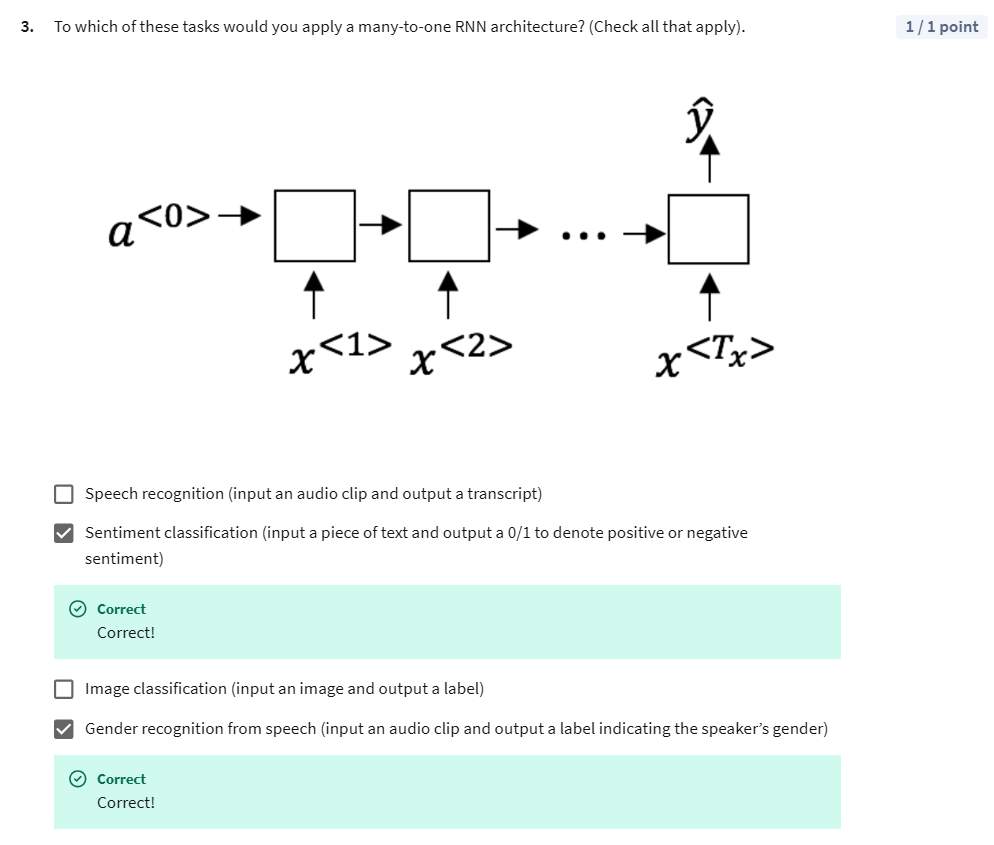 3. To which of these tasks would you apply a many-to-one RNN architecture? (Check all that apply).
1 / 1 point
ŷ
a<0>
x<1> x<2> ... x<Tx>
Speech recognition (input an audio clip and output a transcript)
Sentiment classification (input a piece of text and output a 0/1 to denote positive or negative
sentiment)
Correct
Correct!
Image classification (input an image and output a label)
Gender recognition from speech (input an audio clip and output a label indicating the speaker’s gender)
Correct
Correct!